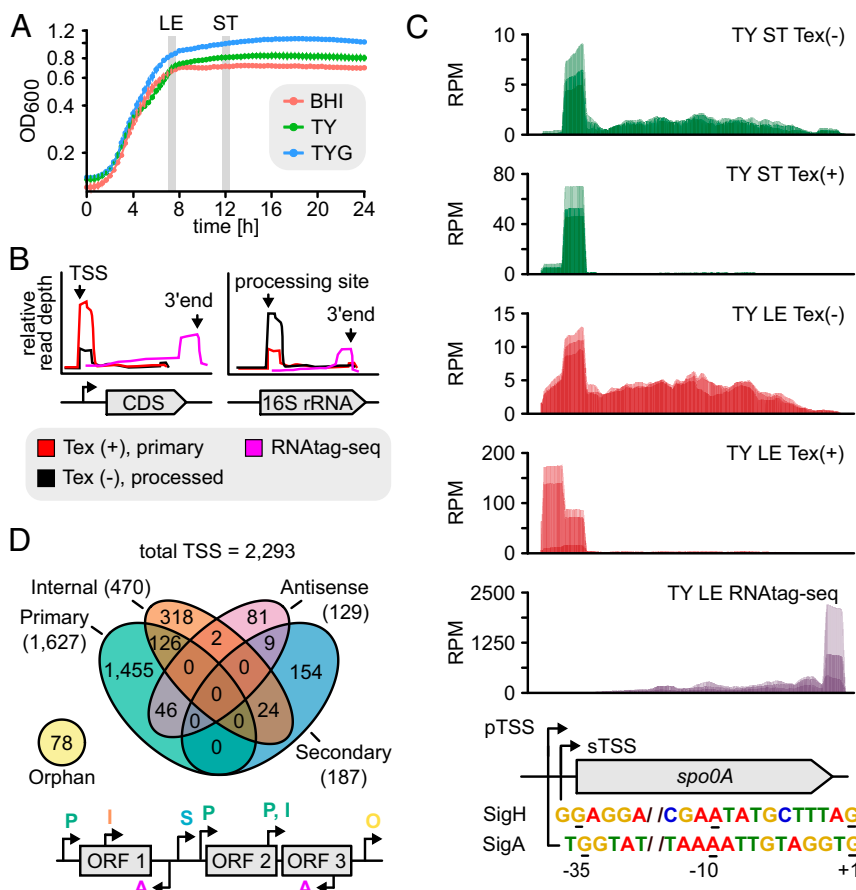 A
LE
ST
1.2
0.8
0.6
0.4
0.2
OD600
BHI
TY
TYG
0
4
8
12
16
20
24
time [h]
B
TSS
3'end
processing site
3'end
relative
read depth
CDS
16S rRNA
Tex (+), primary
RNAtag-seq
Tex (-), processed
D
total TSS = 2,293
Internal (470)
Antisense
(129)
Primary
(1,627)
318
81
126
2
9
1,455
0
0
154
0
46
0
0
24
0
Secondary
(187)
78
Orphan
P
I
S
P
P, I
O
ORF 1
ORF 2
ORF 3
A
A
C
TY ST Tex(-)
RPM
10
5
0
TY ST Tex(+)
RPM
80
40
0
TY LE Tex(-)
RPM
15
10
5
0
TY LE Tex(+)
RPM
200
100
50
0
TY LE RNAtag-seq
RPM
2500
1250
0
pTSS
sTSS
spo0A
SigH GGAGGA//CGAATATGCTTTAG
SigA TGGTAT//TAAAATTGTAGGTG
-35
-10
+1